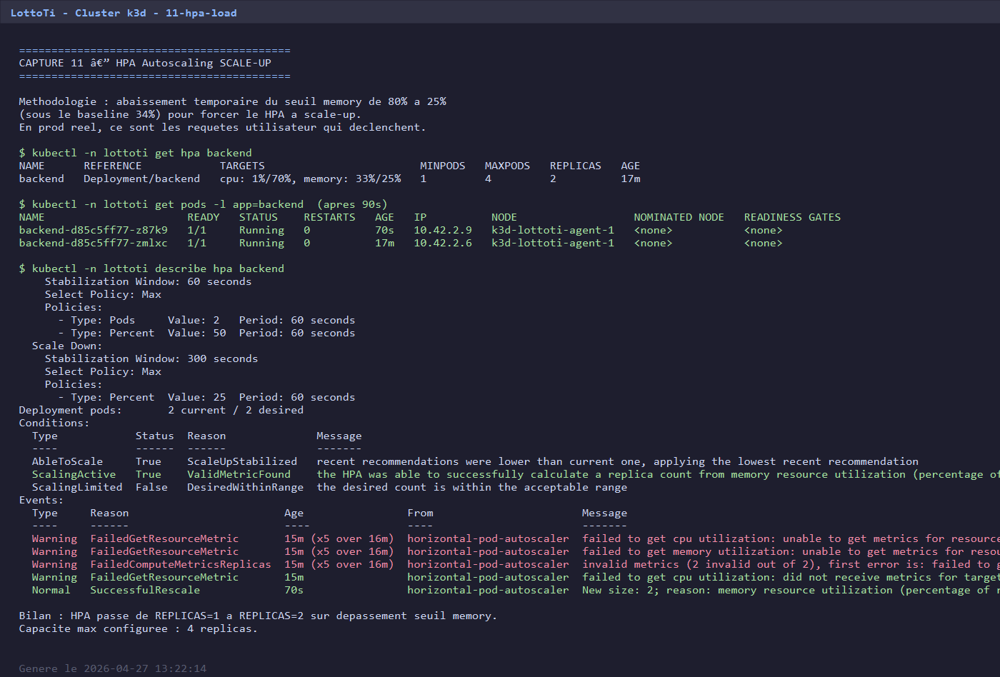 LottoTi - Cluster k3d - 11-hpa-load
==========================================
CAPTURE 11 â€” HPA Autoscaling SCALE-UP
==========================================
Methodologie : abaissement temporaire du seuil memory de 80% a 25%
(sous le baseline 34%) pour forcer le HPA a scale-up.
En prod reel, ce sont les requetes utilisateur qui declenchent.
$ kubectl -n lottoti get hpa backend
NAME      REFERENCE            TARGETS                        MINPODS   MAXPODS   REPLICAS   AGE
backend   Deployment/backend   cpu: 1%/70%, memory: 33%/25%   1         4         2          17m
$ kubectl -n lottoti get pods -l app=backend  (apres 90s)
NAME                      READY   STATUS    RESTARTS   AGE   IP          NODE                  NOMINATED NODE   READINESS GATES
backend-d85c5ff77-z87k9   1/1     Running   0          70s   10.42.2.9   k3d-lottoti-agent-1   <none>           <none>
backend-d85c5ff77-zmlxc   1/1     Running   0          17m   10.42.2.6   k3d-lottoti-agent-1   <none>           <none>
$ kubectl -n lottoti describe hpa backend
    Stabilization Window: 60 seconds
    Select Policy: Max
    Policies:
      - Type: Pods     Value: 2   Period: 60 seconds
      - Type: Percent  Value: 50  Period: 60 seconds
  Scale Down:
    Stabilization Window: 300 seconds
    Select Policy: Max
    Policies:
      - Type: Percent  Value: 25  Period: 60 seconds
Deployment pods:       2 current / 2 desired
Conditions:
  Type            Status  Reason              Message
  ----            ------  ------              -------
  AbleToScale     True    ScaleUpStabilized   recent recommendations were lower than current one, applying the lowest recent recommendation
  ScalingActive   True    ValidMetricFound    the HPA was able to successfully calculate a replica count from memory resource utilization (percentage of
  ScalingLimited  False   DesiredWithinRange  the desired count is within the acceptable range
Events:
  Type     Reason                        Age                From                       Message
  ----     ------                        ----               ----                       -------
  Warning  FailedGetResourceMetric       15m (x5 over 16m)  horizontal-pod-autoscaler  failed to get cpu utilization: unable to get metrics for resource
  Warning  FailedGetResourceMetric       15m (x5 over 16m)  horizontal-pod-autoscaler  failed to get memory utilization: unable to get metrics for resou
  Warning  FailedComputeMetricsReplicas  15m (x5 over 16m)  horizontal-pod-autoscaler  invalid metrics (2 invalid out of 2), first error is: failed to g
  Warning  FailedGetResourceMetric       15m                horizontal-pod-autoscaler  failed to get cpu utilization: did not receive metrics for target
  Normal   SuccessfulRescale             70s                horizontal-pod-autoscaler  New size: 2; reason: memory resource utilization (percentage of r
Bilan : HPA passe de REPLICAS=1 a REPLICAS=2 sur depassement seuil memory.
Capacite max configuree : 4 replicas.
Genere le 2026-04-27 13:22:14